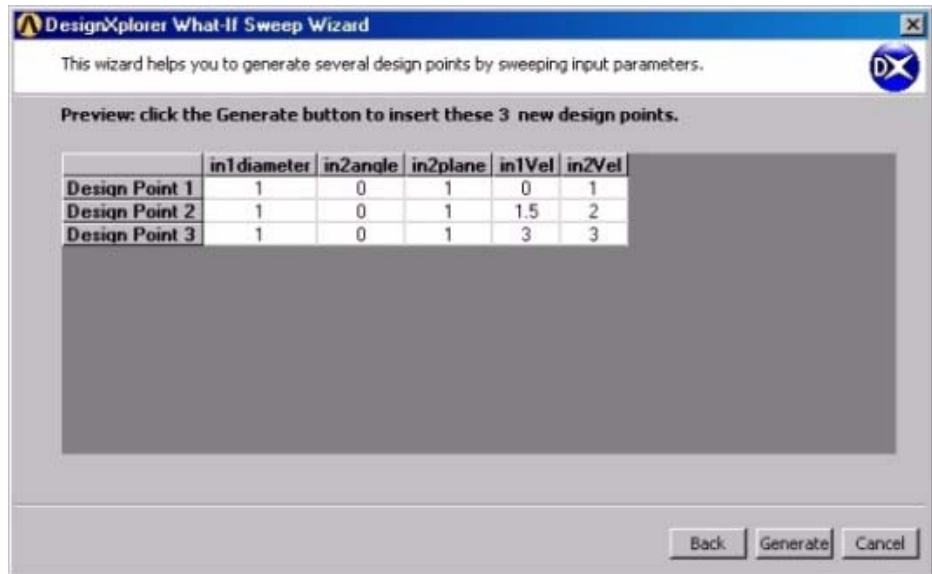 DesignXplorer What-If Sweep Wizard
This wizard helps you to generate several design points by sweeping input parameters.
DX
Preview: click the Generate button to insert these 3 new design points.
in1diameter in2angle in2plane in1Vel in2Vel
Design Point 1 1 0 1 0 1
Design Point 2 1 0 1 1.5 2
Design Point 3 1 0 1 3 3
Back Generate Cancel